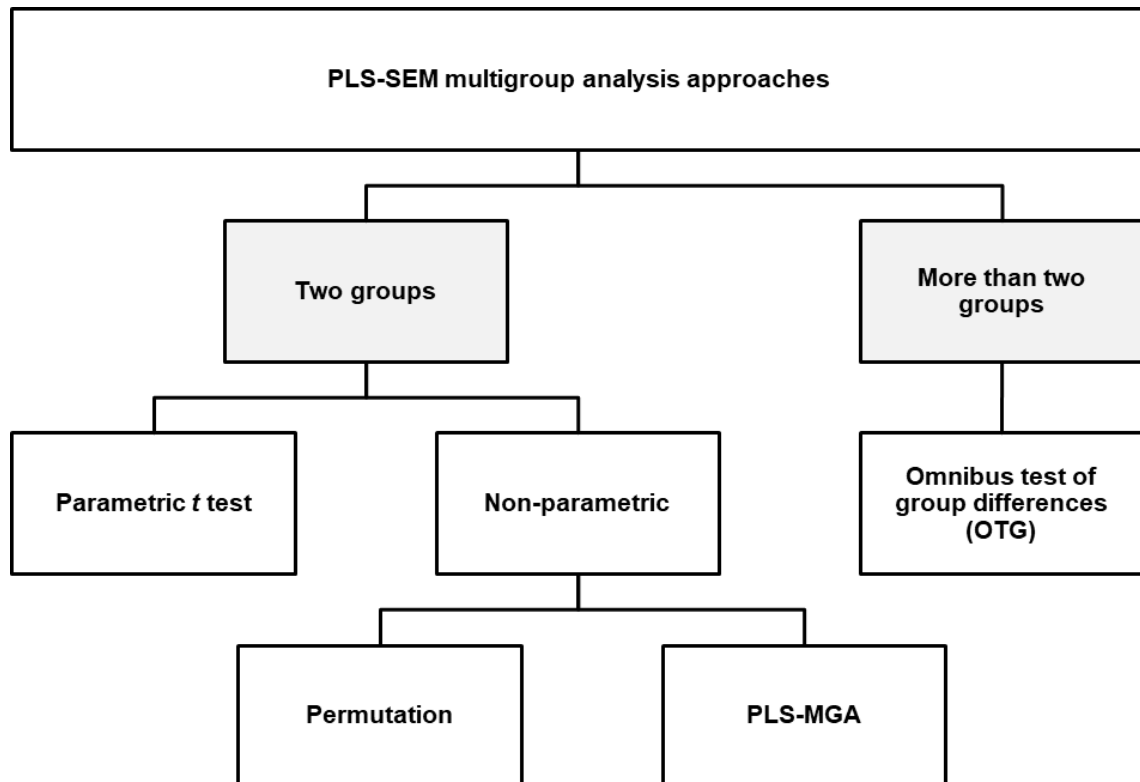 PLS-SEM multigroup analysis approaches
Two groups
More than two
groups
Parametric t test
Non-parametric
Omnibus test of
group differences
(OTG)
Permutation
PLS-MGA